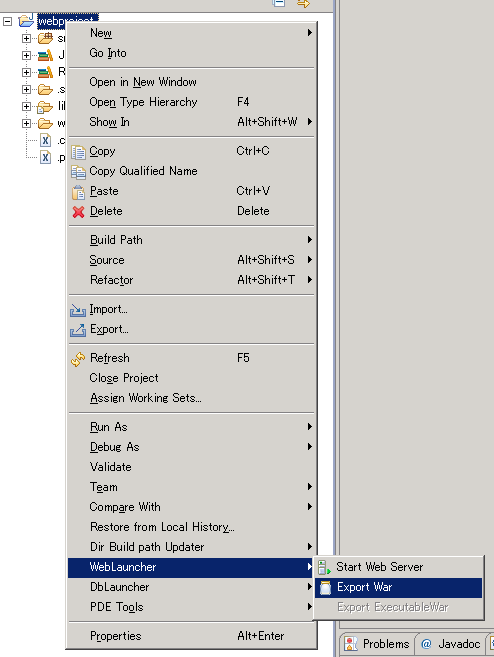 webproject
New
Go Into
Open in New Window
Open Type Hierarchy F4
Show In Alt+Shift+W
Copy Ctrl+C
Copy Qualified Name
Paste Ctrl+V
Delete Delete
Build Path
Source Alt+Shift+S
Refactor Alt+Shift+T
Import...
Export...
Refresh F5
Close Project
Assign Working Sets...
Run As
Debug As
Validate
Team
Compare With
Restore from Local History...
Dir Build path Updater
WebLauncher
DbLauncher
PDE Tools
Properties Alt+Enter
Start Web Server
Export War
Export ExecutableWar
Problems @ Javadoc